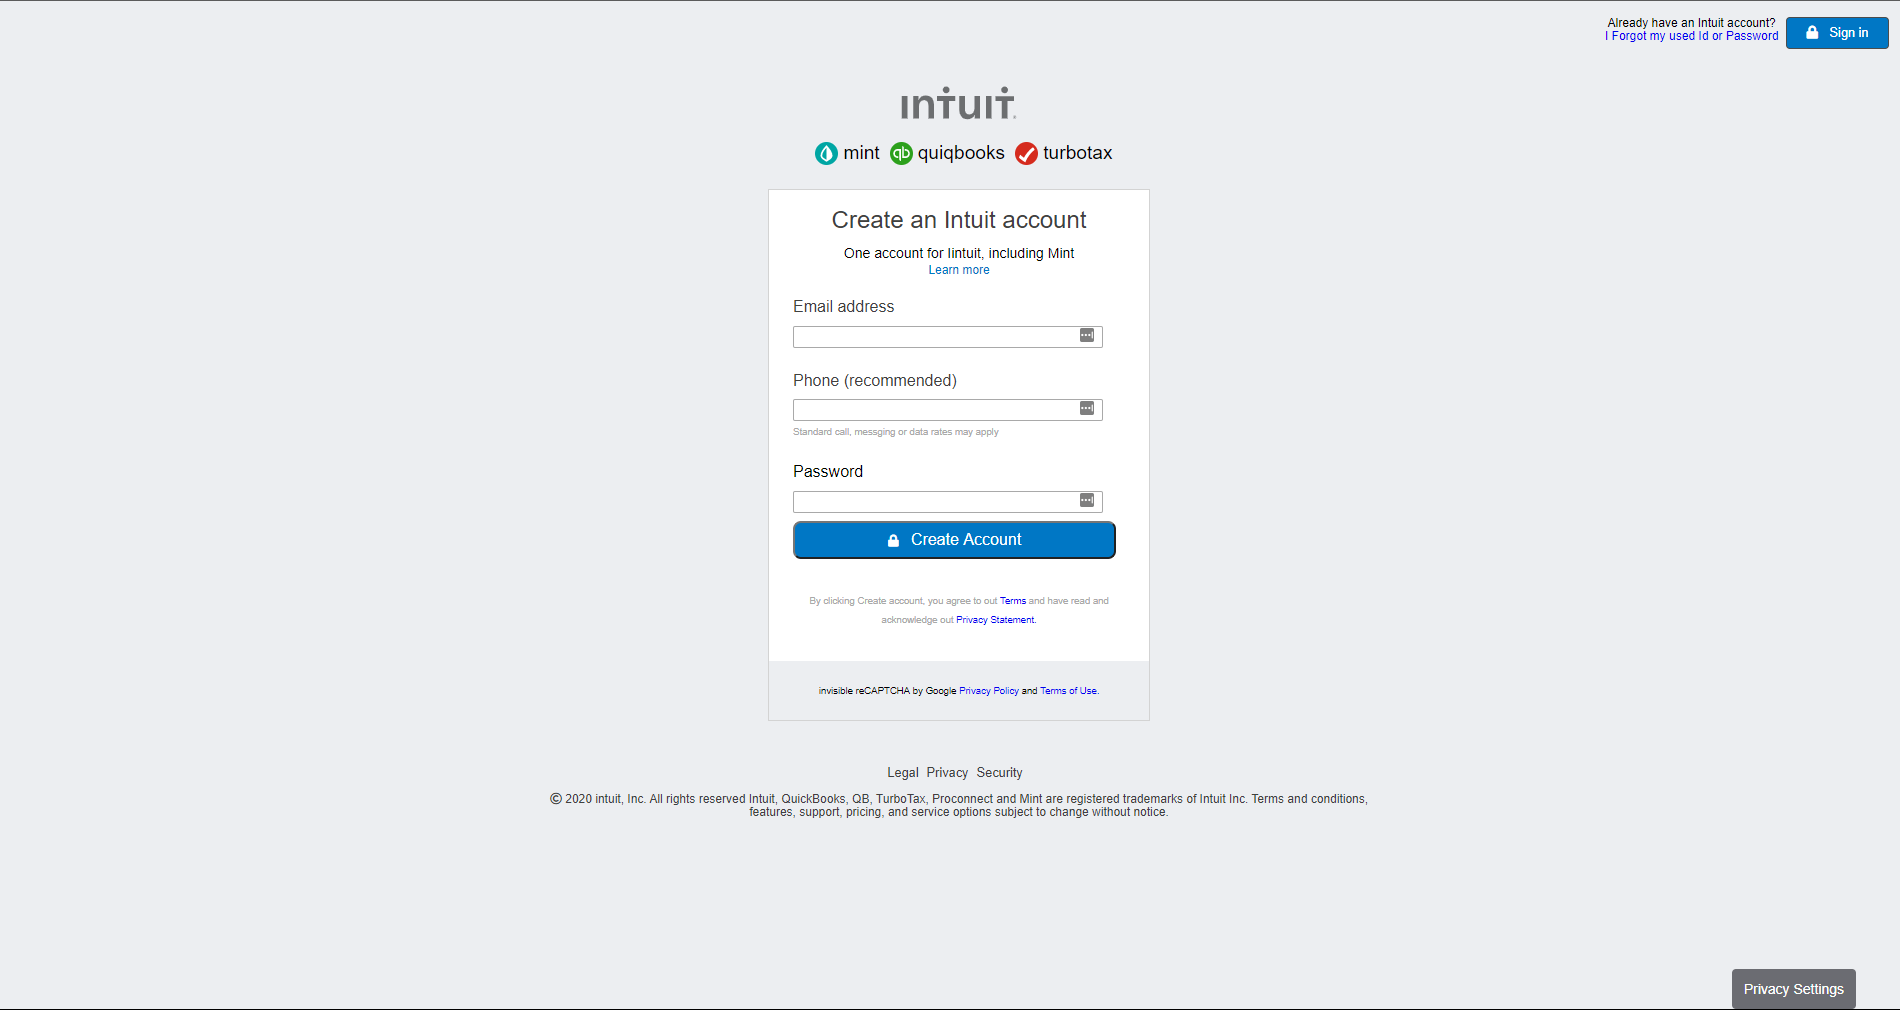 Already have an Intuit account?
I Forgot my used Id or Password
Sign in
intuit.
mint quiqbooks turbotax
Create an Intuit account
One account for Iintuit, including Mint
Learn more
Email address
Phone (recommended)
Standard call, messging or data rates may apply
Password
Create Account
By clicking Create account, you agree to out Terms and have read and
acknowledge out Privacy Statement.
invisible reCAPTCHA by Google Privacy Policy and Terms of Use.
Legal Privacy Security
© 2020 intuit, Inc. All rights reserved Intuit, QuickBooks, QB, TurboTax, Proconnect and Mint are registered trademarks of Intuit Inc. Terms and conditions,
features, support, pricing, and service options subject to change without notice.
Privacy Settings